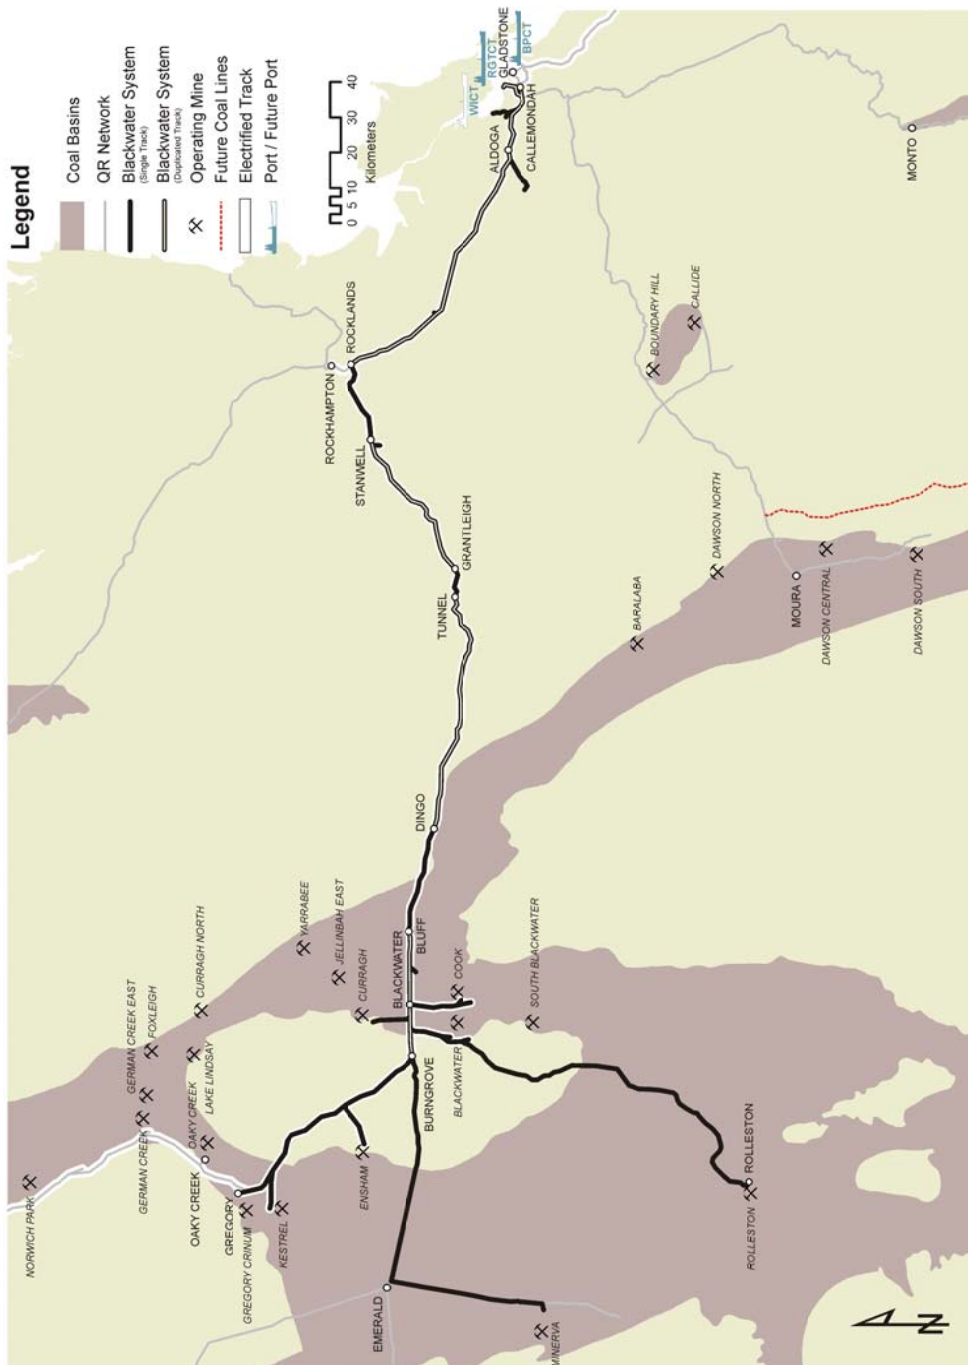 Legend
Coal Basins
QR Network
Blackwater System
(Single Track)
Blackwater System
(Duplicated Track)
Operating Mine
Future Coal Lines
Electrified Track
Port / Future Port
0 5 10 20 30 40
Kilometers
WICT
RGTCT
GLADSTONE
BPCT
ALDOGA
CALLEMONDAH
MONTO
ROCKHAMPTON
ROCKLANDS
STANWELL
BOUNDARY HILL
CALLIDE
GRANTLEIGH
TUNNEL
DAWSON NORTH
BARALABA
MOURA
DAWSON CENTRAL
DAWSON SOUTH
DINGO
YARRABEE
JELLINBAH EAST
CURRAGH NORTH
CURRAGH
BLACKWATER
BLUFF
COOK
SOUTH BLACKWATER
BLACKWATER
BURNGROVE
GERMAN CREEK EAST
FOXLEIGH
GERMAN CREEK
OAKY CREEK
LAKE LINDSAY
OAKY CREEK
NORWICH PARK
GREGORY
GREGORY CRINUM
KESTREL
ENSHAM
ROLLESTON
ROLLESTON
EMERALD
MINERVA
N